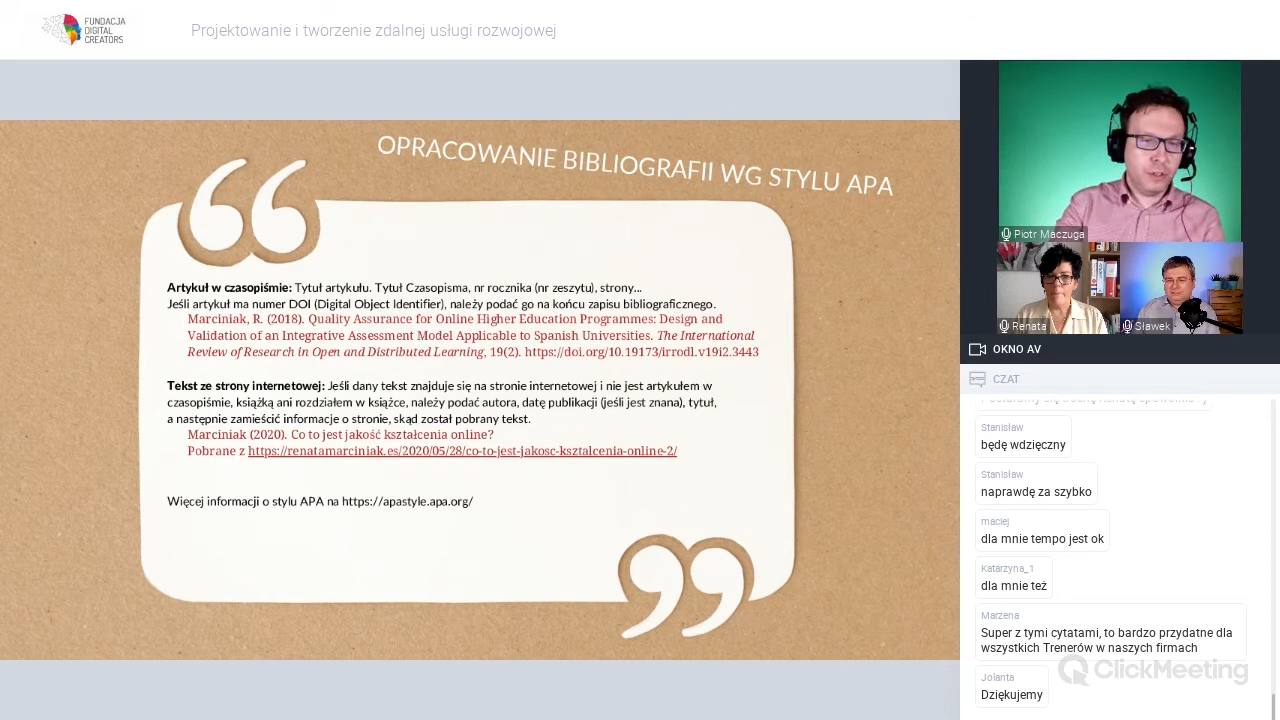 FUNDACJA
DIGITAL
CREATORS
Projektowanie i tworzenie zdalnej usługi rozwojowej
OPRACOWANIE BIBLIOGRAFII WG STYLU APA
Artykuł w czasopiśmie: Tytuł artykułu. Tytuł Czasopisma, nr rocznika (nr zeszytu), strony...
Jeśli artykuł ma numer DOI (Digital Object Identifier), należy podać go na końcu zapisu bibliograficznego.
Marciniak, R. (2018). Quality Assurance for Online Higher Education Programmes: Design and
Validation of an Integrative Assessment Model Applicable to Spanish Universities. The International
Review of Research in Open and Distributed Learning, 19(2). https://doi.org/10.19173/irrodl.v19i2.3443
Tekst ze strony internetowej: Jeśli dany tekst znajduje się na stronie internetowej i nie jest artykułem w
czasopiśmie, książką ani rozdziałem w książce, należy podać autora, datę publikacji (jeśli jest znana), tytuł,
a następnie zamieścić informacje o stronie, skąd został pobrany tekst.
Marciniak (2020). Co to jest jakość kształcenia online?
Pobrane z https://renatamarciniak.es/2020/05/28/co-to-jest-jakosc-ksztalcenia-online-2/
Więcej informacji o stylu APA na https://apastyle.apa.org/
Piotr Maczuga
Renata
Sławek
OKNO AV
CZAT
Stanisław
będę wdzięczny
Stanisław
naprawdę za szybko
maciej
dla mnie tempo jest ok
Katarzyna_1
dla mnie też
Marzena
Super z tymi cytatami, to bardzo przydatne dla
wszystkich Trenerów w naszych firmach
ClickMeeting
Jolanta
Dziękujemy